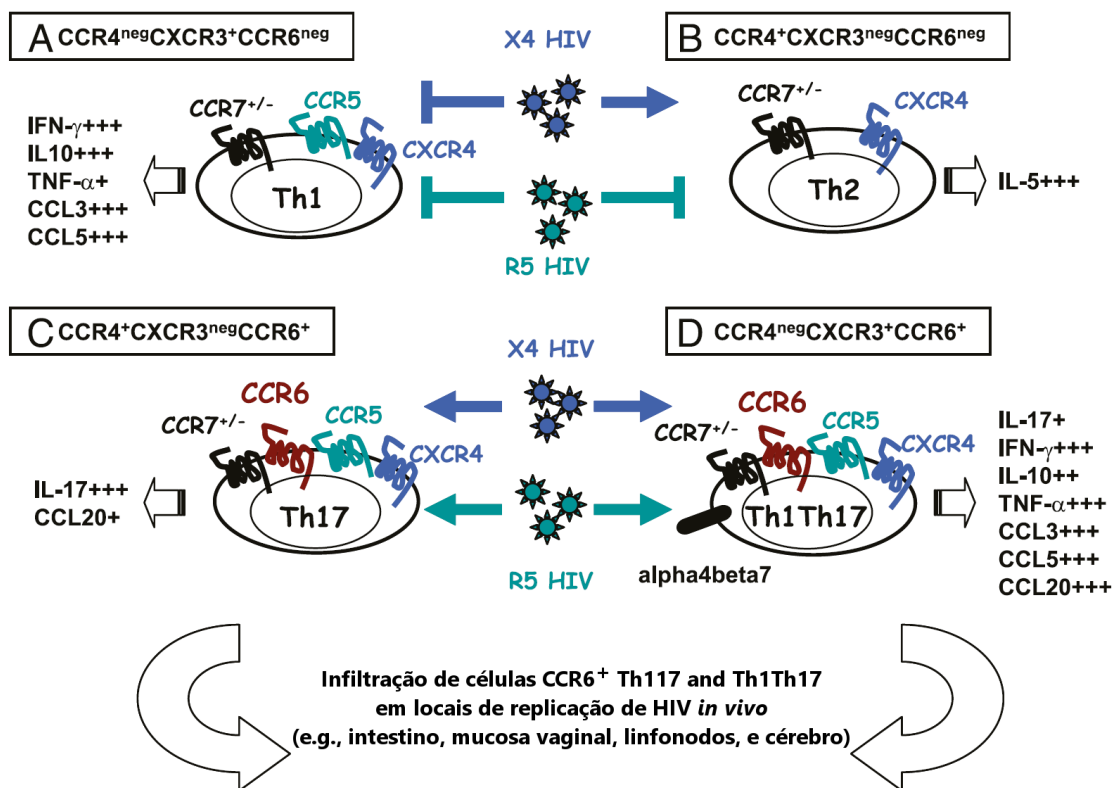 A CCR4negCXCR3+CCR6neg
X4 HIV
B CCR4+CXCR3negCCR6neg
CCR7+/-
CCR5
CXCR4
Th1
IFN-γ+++
IL10+++
TNF-α+
CCL3+++
CCL5+++
R5 HIV
CCR7+/-
CXCR4
Th2
IL-5+++
C CCR4+CXCR3negCCR6+
X4 HIV
D CCR4negCXCR3+CCR6+
CCR6
CCR7+/-
CCR5
CXCR4
Th17
IL-17+++
CCL20+
R5 HIV
CCR6
CCR7+/-
CCR5
CXCR4
Th1Th17
alpha4beta7
IL-17+
IFN-γ+++
IL-10++
TNF-α+++
CCL3+++
CCL5+++
CCL20+++
Infiltração de células CCR6+ Th117 and Th1Th17
em locais de replicação de HIV in vivo
(e.g., intestino, mucosa vaginal, linfonodos, e cérebro)